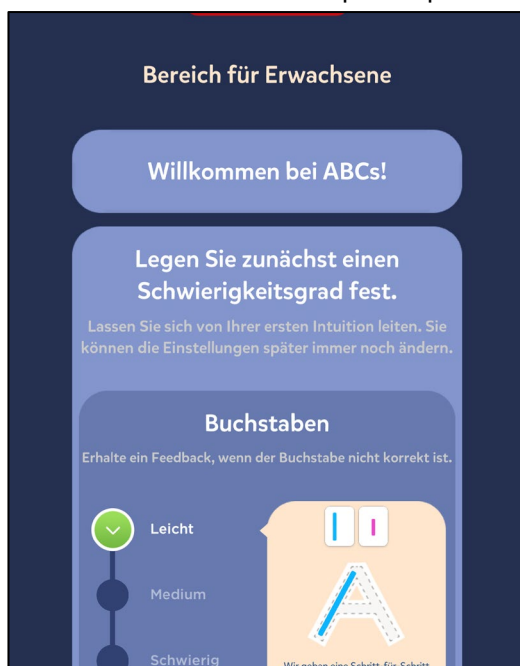 Bereich für Erwachsene
Willkommen bei ABCs!
Legen Sie zunächst einen
Schwierigkeitsgrad fest.
Lassen Sie sich von Ihrer ersten Intuition leiten. Sie
können die Einstellungen später immer noch ändern.
Buchstaben
Erhalte ein Feedback, wenn der Buchstabe nicht korrekt ist.
Leicht
A
Medium
Schwierig
Wir geben eine Schritt-für-Schritt